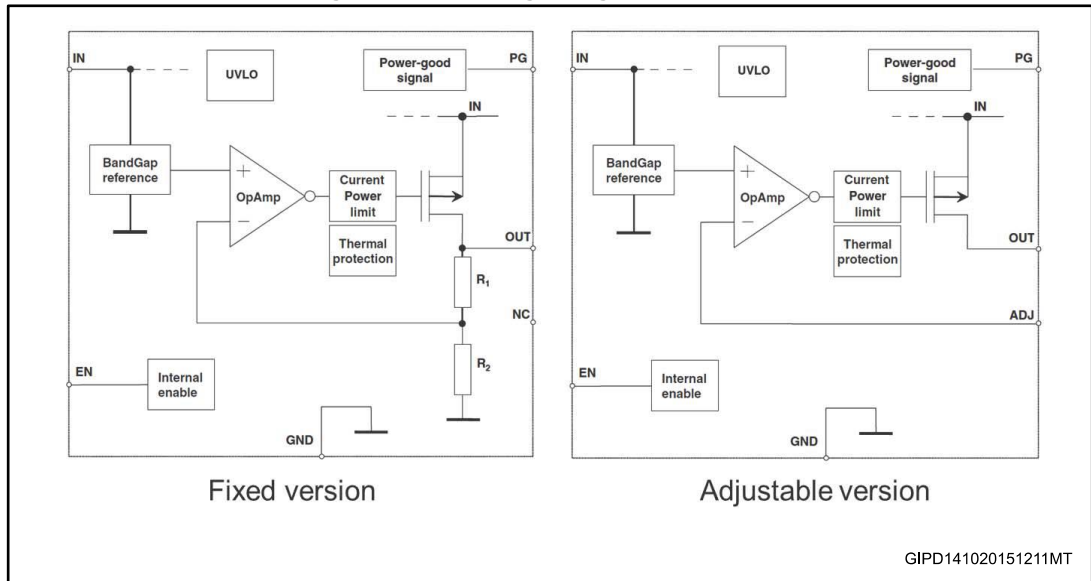 IN
UVLO
Power-good
signal
PG
IN
BandGap
reference
+
OpAmp
−
Current
Power
limit
Thermal
protection
OUT
R1
NC
R2
EN
Internal
enable
GND
Fixed version
IN
UVLO
Power-good
signal
PG
IN
BandGap
reference
+
OpAmp
−
Current
Power
limit
Thermal
protection
OUT
ADJ
EN
Internal
enable
GND
Adjustable version
GIPD141020151211MT